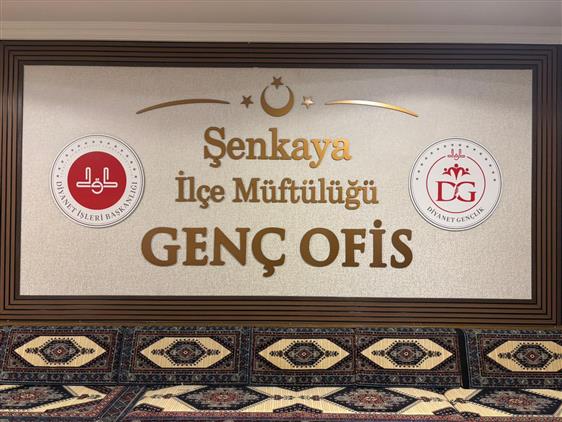 Şenkaya
İlçe Müftülüğü
GENÇ OFİS
DİYANET İŞLERİ BAŞKANLIĞI
DG
DİYANET GENÇLİK